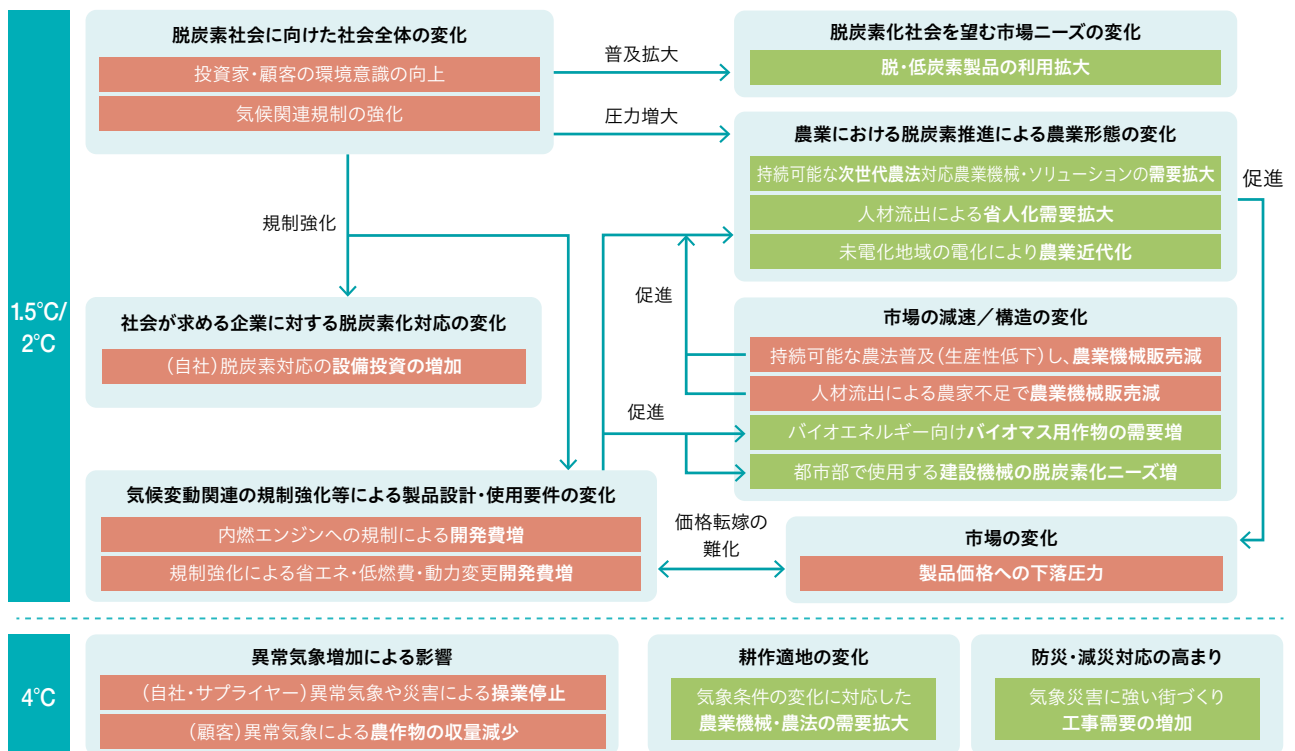 1.5℃/
2℃
脱炭素社会に向けた社会全体の変化
投資家・顧客の環境意識の向上
気候関連規制の強化
普及拡大
脱炭素化社会を望む市場ニーズの変化
脱・低炭素製品の利用拡大
圧力増大
農業における脱炭素推進による農業形態の変化
持続可能な次世代農法対応農業機械・ソリューションの需要拡大
人材流出による省人化需要拡大
未電化地域の電化により農業近代化
促進
規制強化
社会が求める企業に対する脱炭素化対応の変化
（自社）脱炭素対応の設備投資の増加
促進
市場の減速／構造の変化
持続可能な農法普及（生産性低下）し、農業機械販売減
人材流出による農家不足で農業機械販売減
バイオエネルギー向けバイオマス用作物の需要増
都市部で使用する建設機械の脱炭素化ニーズ増
促進
気候変動関連の規制強化等による製品設計・使用要件の変化
内燃エンジンへの規制による開発費増
規制強化による省エネ・低燃費・動力変更開発費増
価格転嫁の
難化
市場の変化
製品価格への下落圧力
4℃
異常気象増加による影響
（自社・サプライヤー）異常気象や災害による操業停止
（顧客）異常気象による農作物の収量減少
耕作適地の変化
気象条件の変化に対応した
農業機械・農法の需要拡大
防災・減災対応の高まり
気象災害に強い街づくり
工事需要の増加